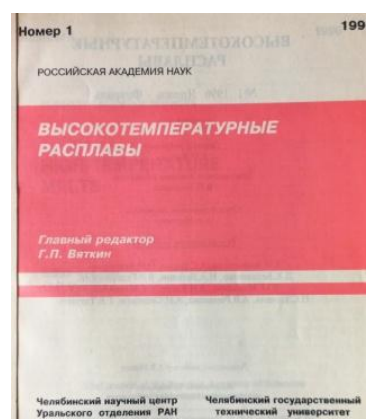 Номер 1 199
РОССИЙСКАЯ АКАДЕМИЯ НАУК
ВЫСОКОТЕМПЕРАТУРНЫЕ
РАСПЛАВЫ
Главный редактор
Г.П. Вяткин
Челябинский научный центр
Уральского отделения РАН
Челябинский государственный
технический университет